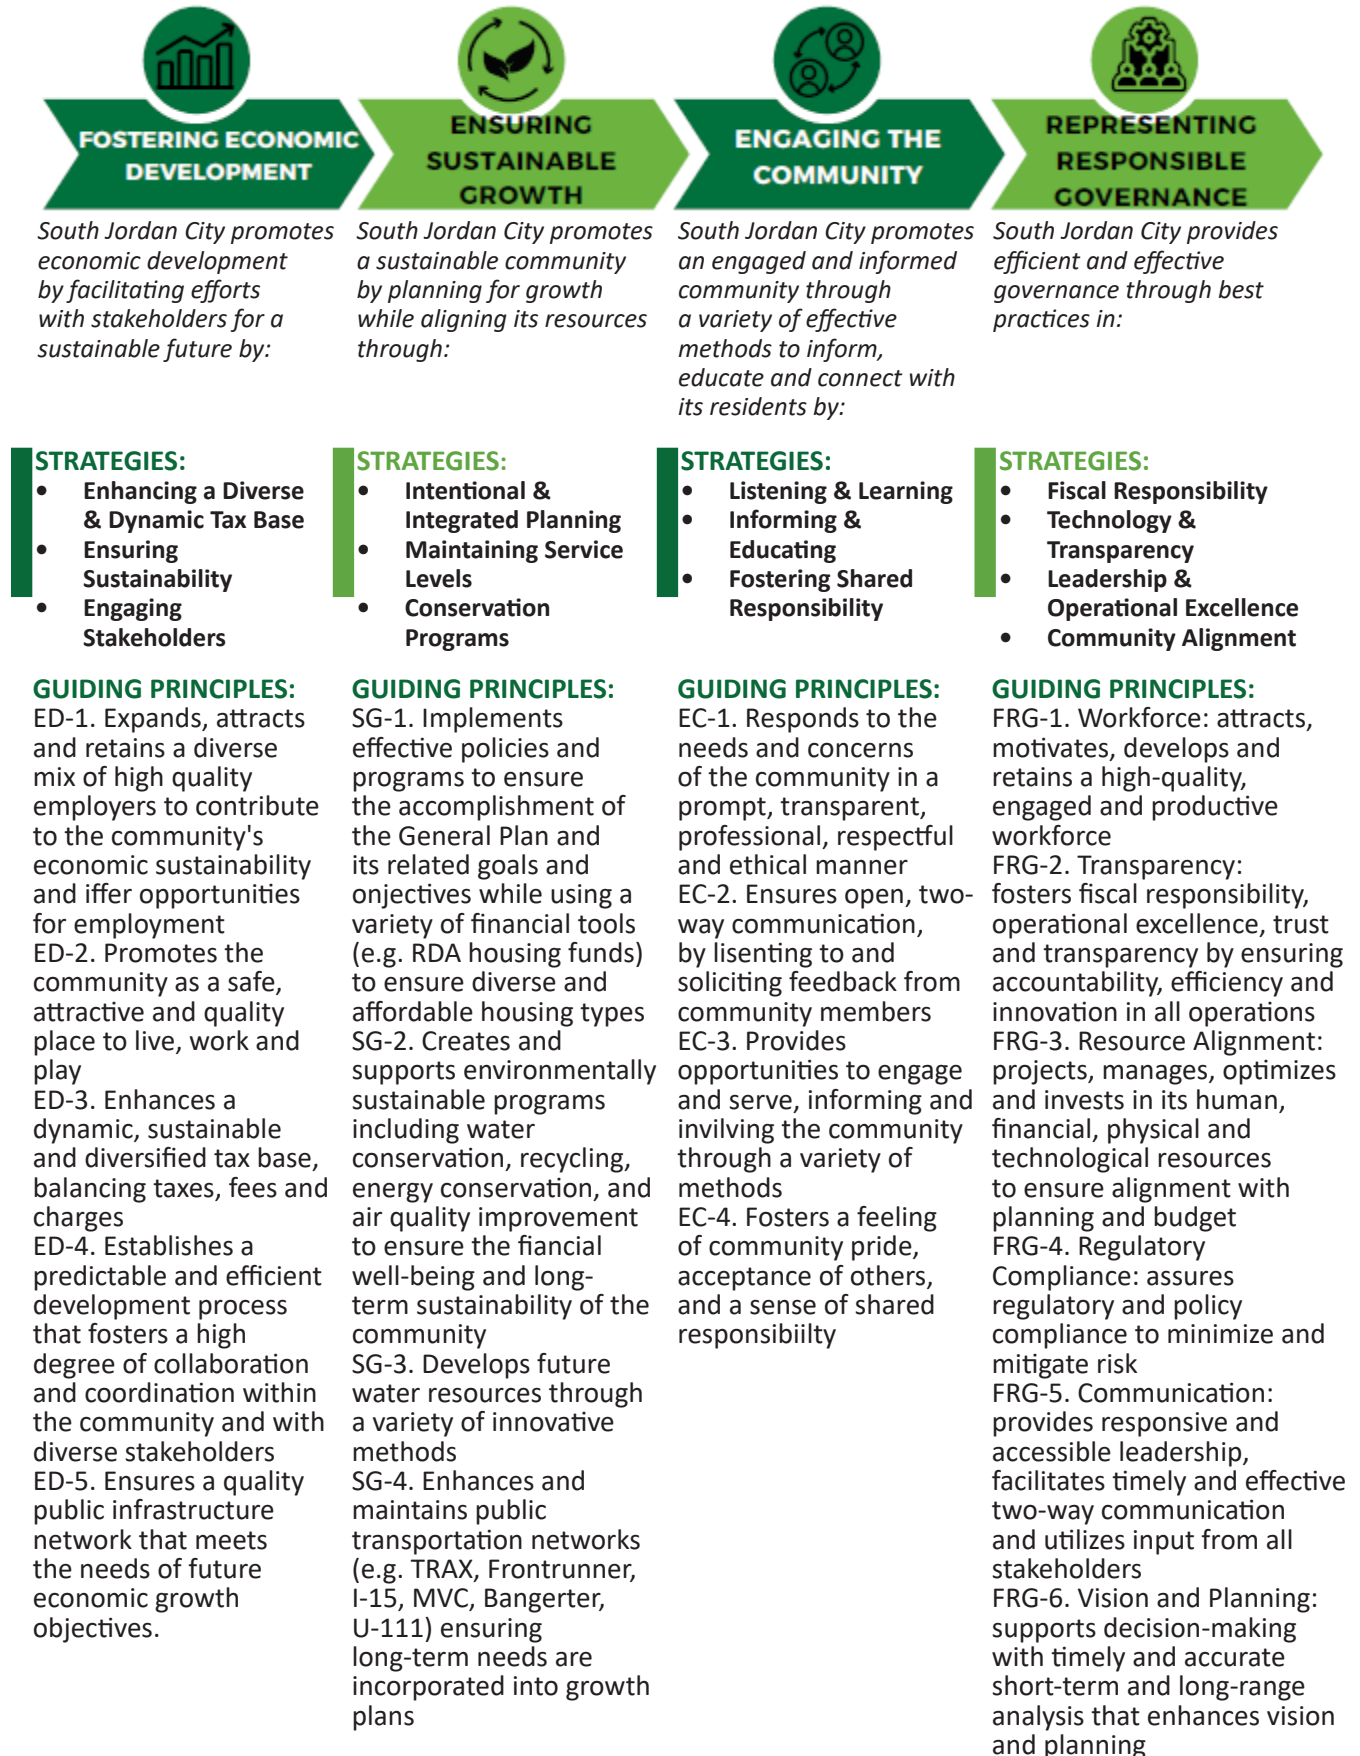 FOSTERING ECONOMIC
DEVELOPMENT
South Jordan City promotes
economic development
by facilitating efforts
with stakeholders for a
sustainable future by:
STRATEGIES:
• Enhancing a Diverse
& Dynamic Tax Base
• Ensuring
Sustainability
• Engaging
Stakeholders
GUIDING PRINCIPLES:
ED-1. Expands, attracts
and retains a diverse
mix of high quality
employers to contribute
to the community's
economic sustainability
and iffer opportunities
for employment
ED-2. Promotes the
community as a safe,
attractive and quality
place to live, work and
play
ED-3. Enhances a
dynamic, sustainable
and diversified tax base,
balancing taxes, fees and
charges
ED-4. Establishes a
predictable and efficient
development process
that fosters a high
degree of collaboration
and coordination within
the community and with
diverse stakeholders
ED-5. Ensures a quality
public infrastructure
network that meets
the needs of future
economic growth
objectives.
ENSURING
SUSTAINABLE
GROWTH
South Jordan City promotes
a sustainable community
by planning for growth
while aligning its resources
through:
STRATEGIES:
• Intentional &
Integrated Planning
• Maintaining Service
Levels
• Conservation
Programs
GUIDING PRINCIPLES:
SG-1. Implements
effective policies and
programs to ensure
the accomplishment of
the General Plan and
its related goals and
onjectives while using a
variety of financial tools
(e.g. RDA housing funds)
to ensure diverse and
affordable housing types
SG-2. Creates and
supports environmentally
sustainable programs
including water
conservation, recycling,
energy conservation, and
air quality improvement
to ensure the fiancial
well-being and long-
term sustainability of the
community
SG-3. Develops future
water resources through
a variety of innovative
methods
SG-4. Enhances and
maintains public
transportation networks
(e.g. TRAX, Frontrunner,
I-15, MVC, Bangerter,
U-111) ensuring
long-term needs are
incorporated into growth
plans
ENGAGING THE
COMMUNITY
South Jordan City promotes
an engaged and informed
community through
a variety of effective
methods to inform,
educate and connect with
its residents by:
STRATEGIES:
• Listening & Learning
• Informing &
Educating
• Fostering Shared
Responsibility
GUIDING PRINCIPLES:
EC-1. Responds to the
needs and concerns
of the community in a
prompt, transparent,
professional, respectful
and ethical manner
EC-2. Ensures open, two-
way communication,
by lisenting to and
soliciting feedback from
community members
EC-3. Provides
opportunities to engage
and serve, informing and
invilving the community
through a variety of
methods
EC-4. Fosters a feeling
of community pride,
acceptance of others,
and a sense of shared
responsibiilty
REPRESENTING
RESPONSIBLE
GOVERNANCE
South Jordan City provides
efficient and effective
governance through best
practices in:
STRATEGIES:
• Fiscal Responsibility
• Technology &
Transparency
• Leadership &
Operational Excellence
• Community Alignment
GUIDING PRINCIPLES:
FRG-1. Workforce: attracts,
motivates, develops and
retains a high-quality,
engaged and productive
workforce
FRG-2. Transparency:
fosters fiscal responsibility,
operational excellence, trust
and transparency by ensuring
accountability, efficiency and
innovation in all operations
FRG-3. Resource Alignment:
projects, manages, optimizes
and invests in its human,
financial, physical and
technological resources
to ensure alignment with
planning and budget
FRG-4. Regulatory
Compliance: assures
regulatory and policy
compliance to minimize and
mitigate risk
FRG-5. Communication:
provides responsive and
accessible leadership,
facilitates timely and effective
two-way communication
and utilizes input from all
stakeholders
FRG-6. Vision and Planning:
supports decision-making
with timely and accurate
short-term and long-range
analysis that enhances vision
and planning